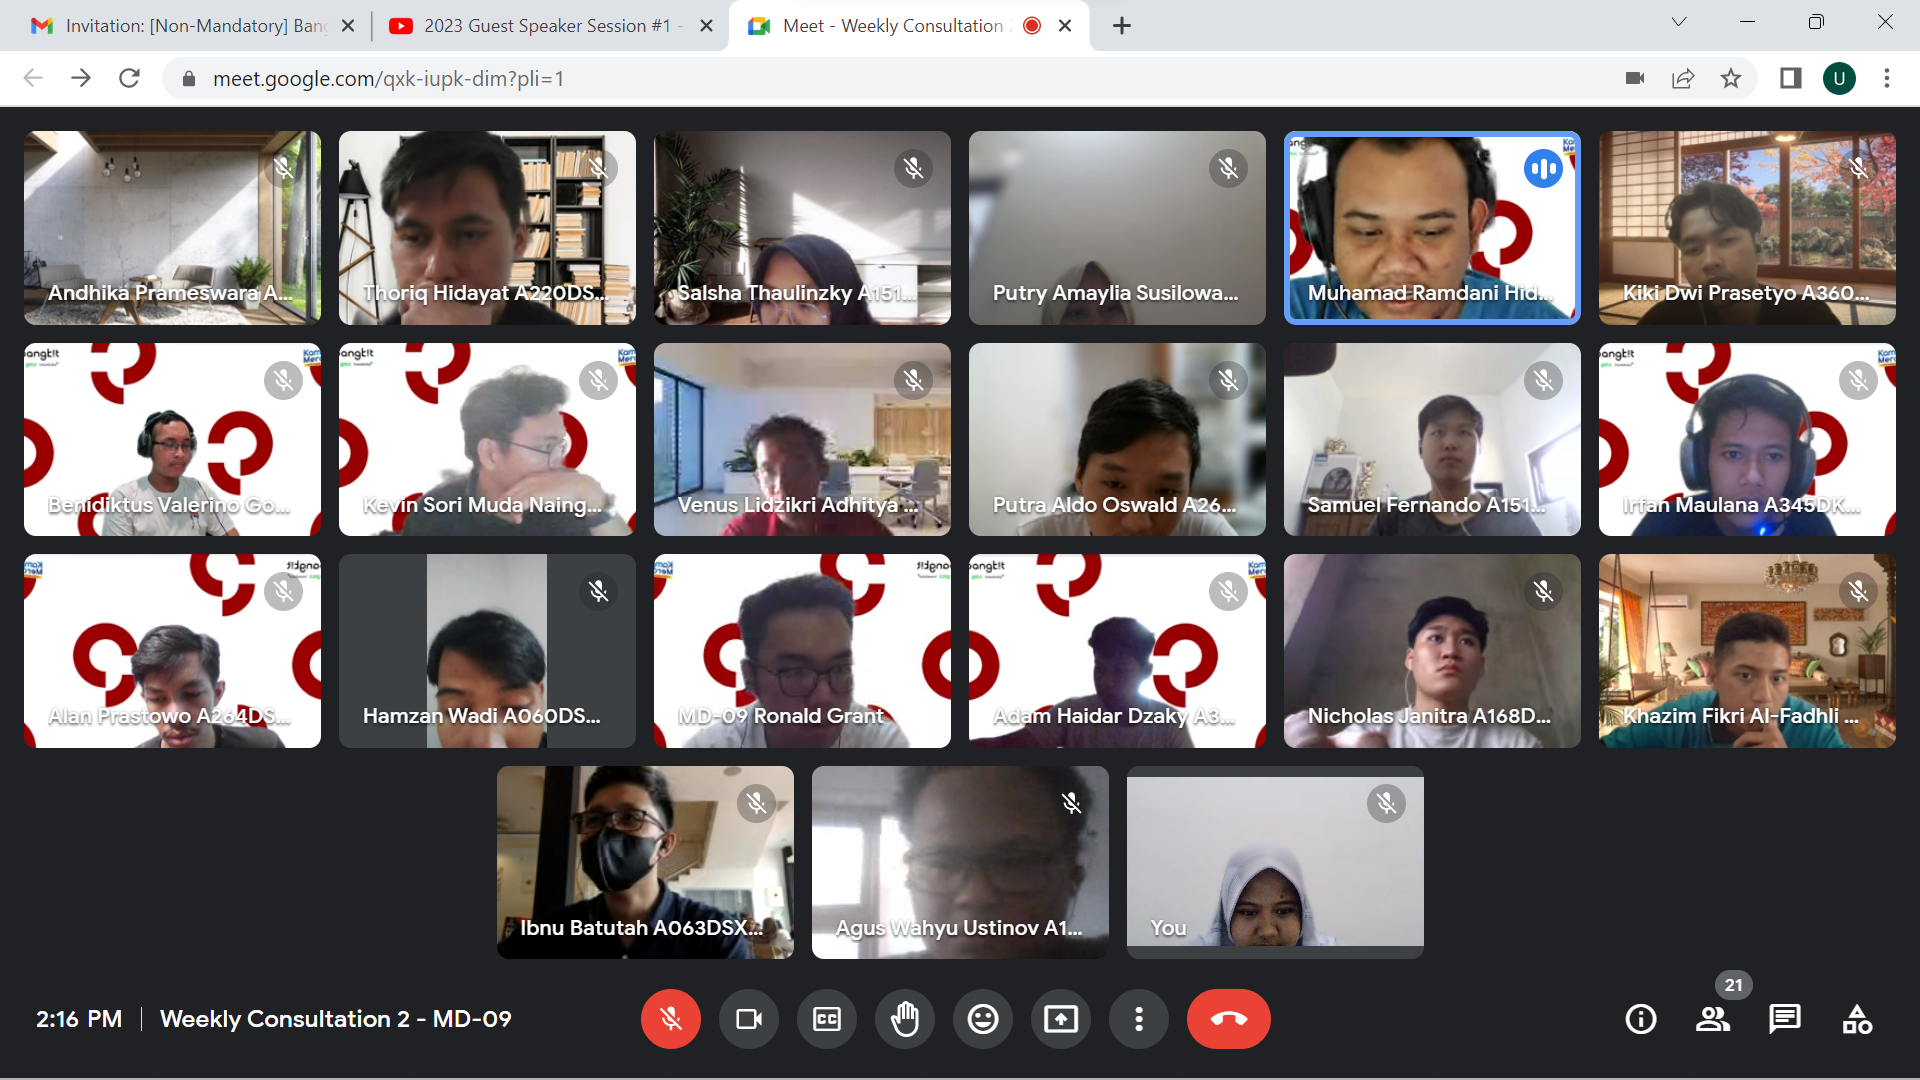 Invitation: [Non-Mandatory] Bang
2023 Guest Speaker Session #1 -
Meet - Weekly Consultation 2
meet.google.com/qxk-iupk-dim?pli=1
U
Andhika Prameswara A...
Thoriq Hidayat A220DS...
Salsha Thaulinzky A151...
Putry Amaylia Susilowa...
Muhamad Ramdani Hid...
Kiki Dwi Prasetyo A360...
Benidiktus Valerino Go...
Kevin Sori Muda Naing...
Venus Lidzikri Adhitya ...
Putra Aldo Oswald A26...
Samuel Fernando A151...
Irfan Maulana A345DK...
Alan Prastowo A264DS...
Hamzan Wadi A060DS...
MD-09 Ronald Grant
Adam Haidar Dzaky A3...
Nicholas Janitra A168D...
Khazim Fikri Al-Fadhli ...
Ibnu Batutah A063DSX...
Agus Wahyu Ustinov A1...
You
2:16 PM
Weekly Consultation 2 - MD-09
CC
21